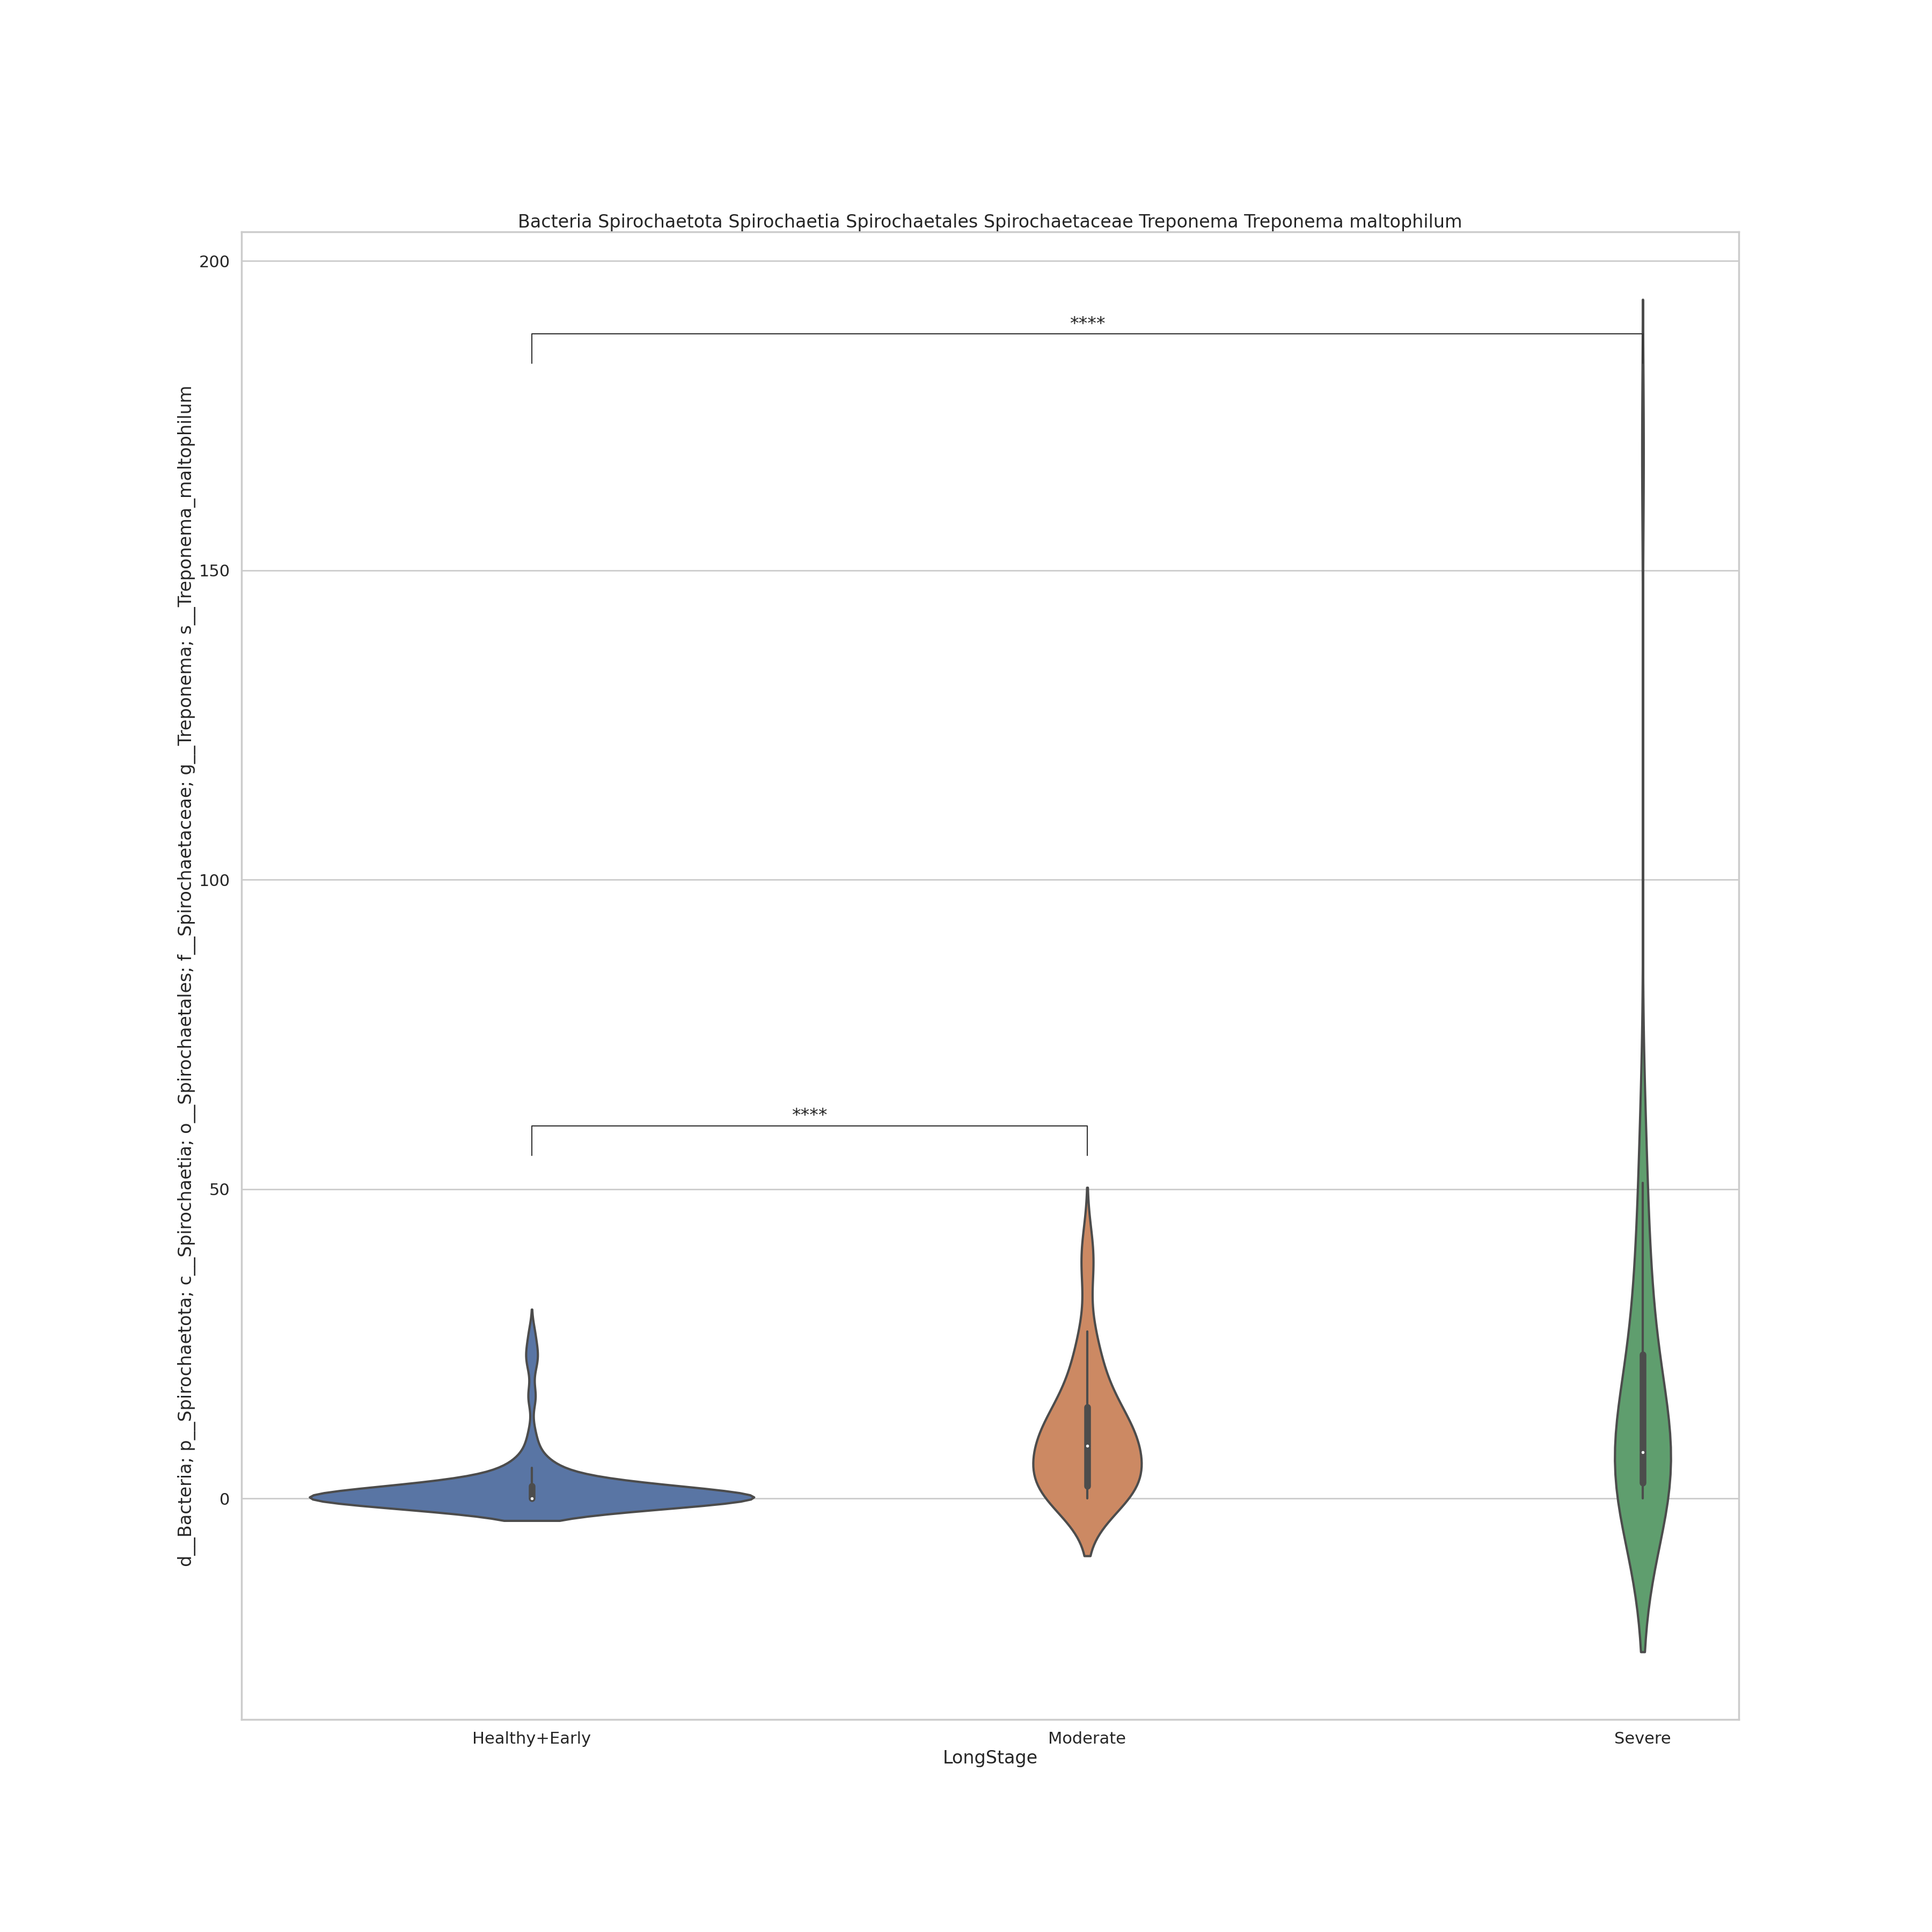 Bacteria Spirochaetota Spirochaetia Spirochaetales Spirochaetaceae Treponema Treponema maltophilum
d__Bacteria; p__Spirochaetota; c__Spirochaetia; o__Spirochaetales; f__Spirochaetaceae; g__Treponema; s__Treponema_maltophilum
200
150
100
50
0
****
****
Healthy+Early
Moderate
Severe
LongStage